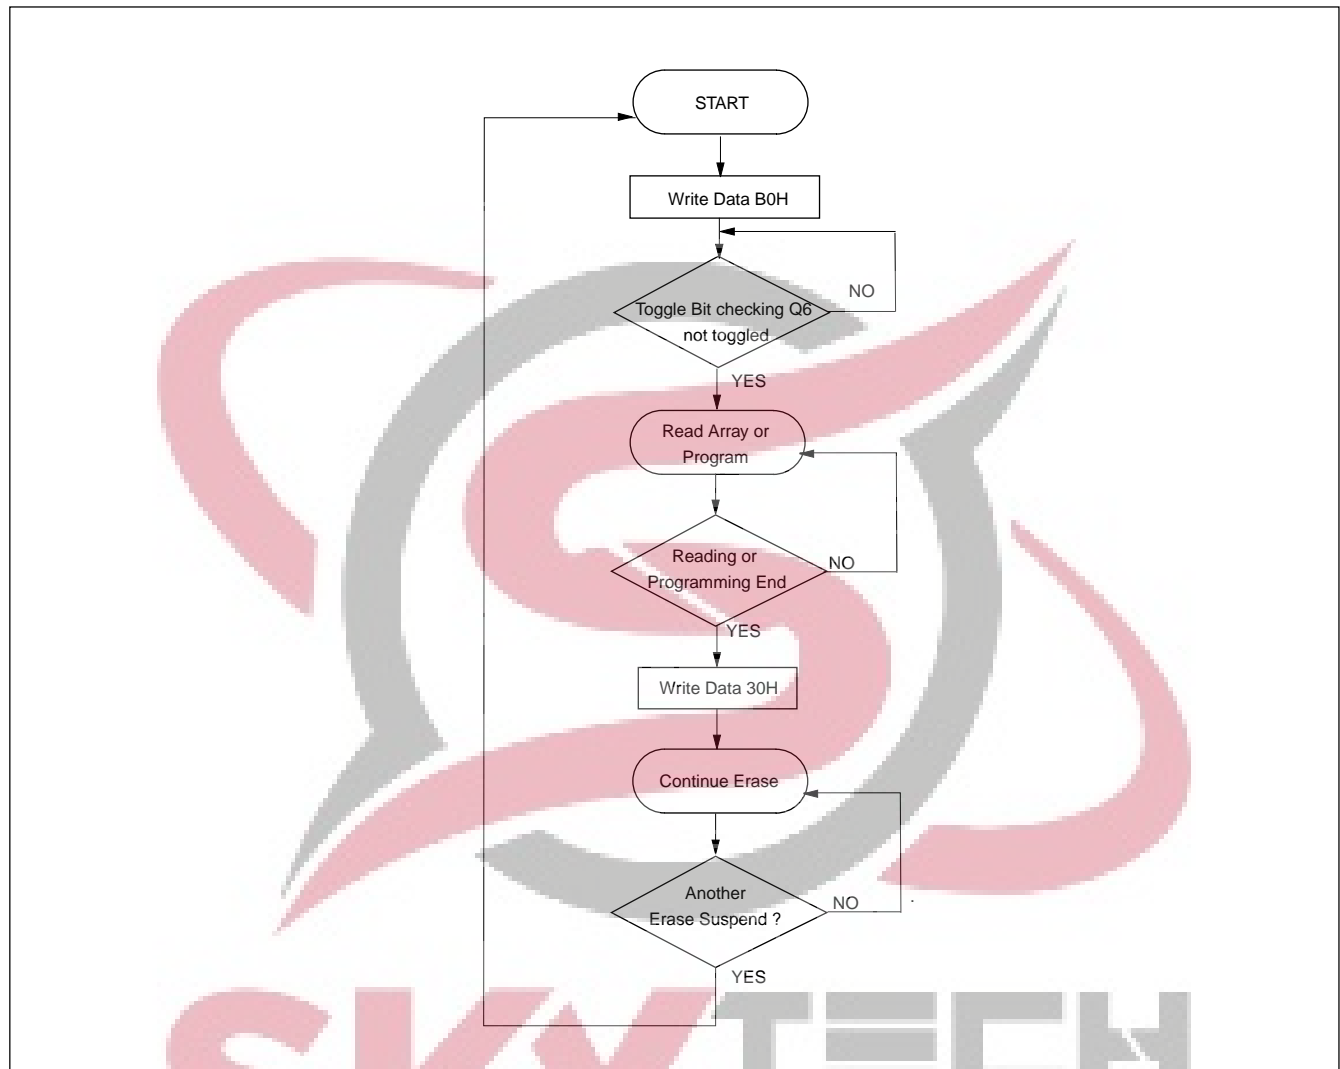 START
Write Data B0H
NO
Toggle Bit checking Q6
not toggled
YES
Read Array or
Program
Reading or
Programming End
NO
YES
Write Data 30H
Continue Erase
Another
Erase Suspend ?
NO
YES
SKYTECH